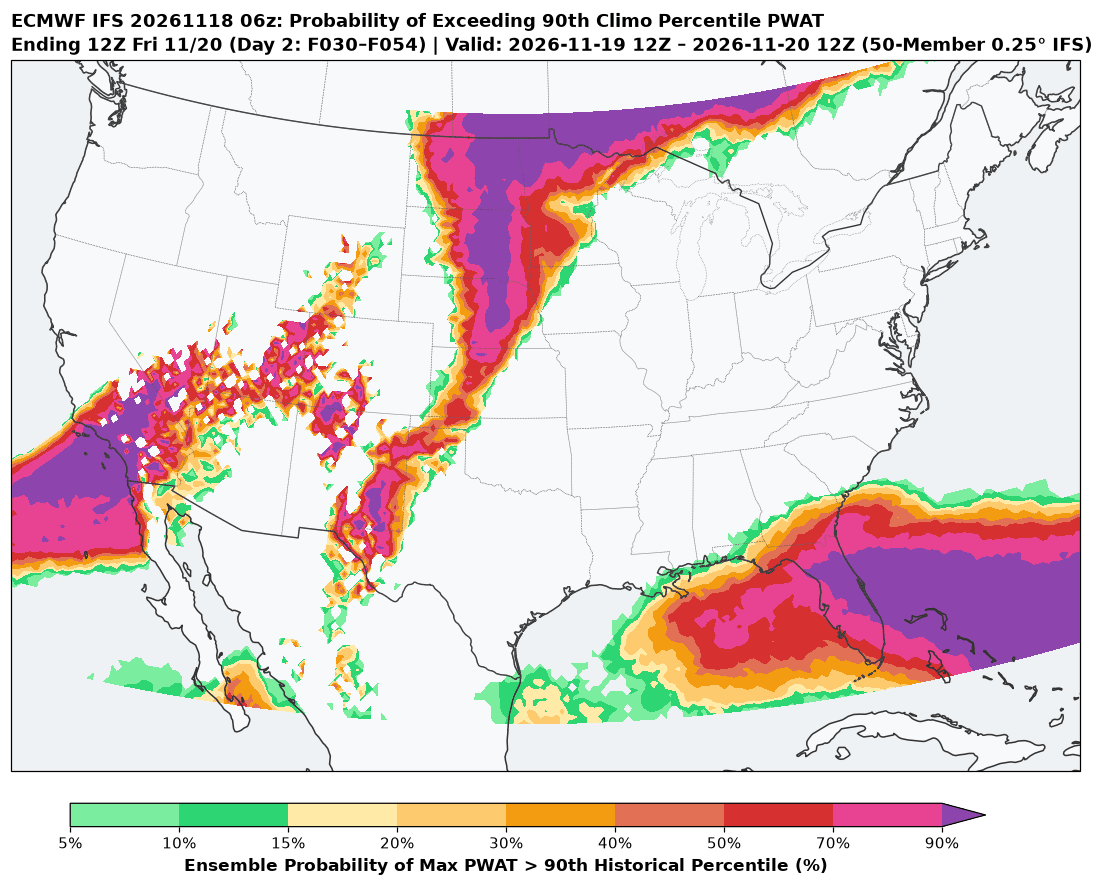 ECMWF IFS 20261118 06z: Probability of Exceeding 90th Climo Percentile PWAT
Ending 12Z Fri 11/20 (Day 2: F030–F054) | Valid: 2026-11-19 12Z – 2026-11-20 12Z (50-Member 0.25° IFS)
5% 10% 15% 20% 30% 40% 50% 70% 90%
Ensemble Probability of Max PWAT > 90th Historical Percentile (%)